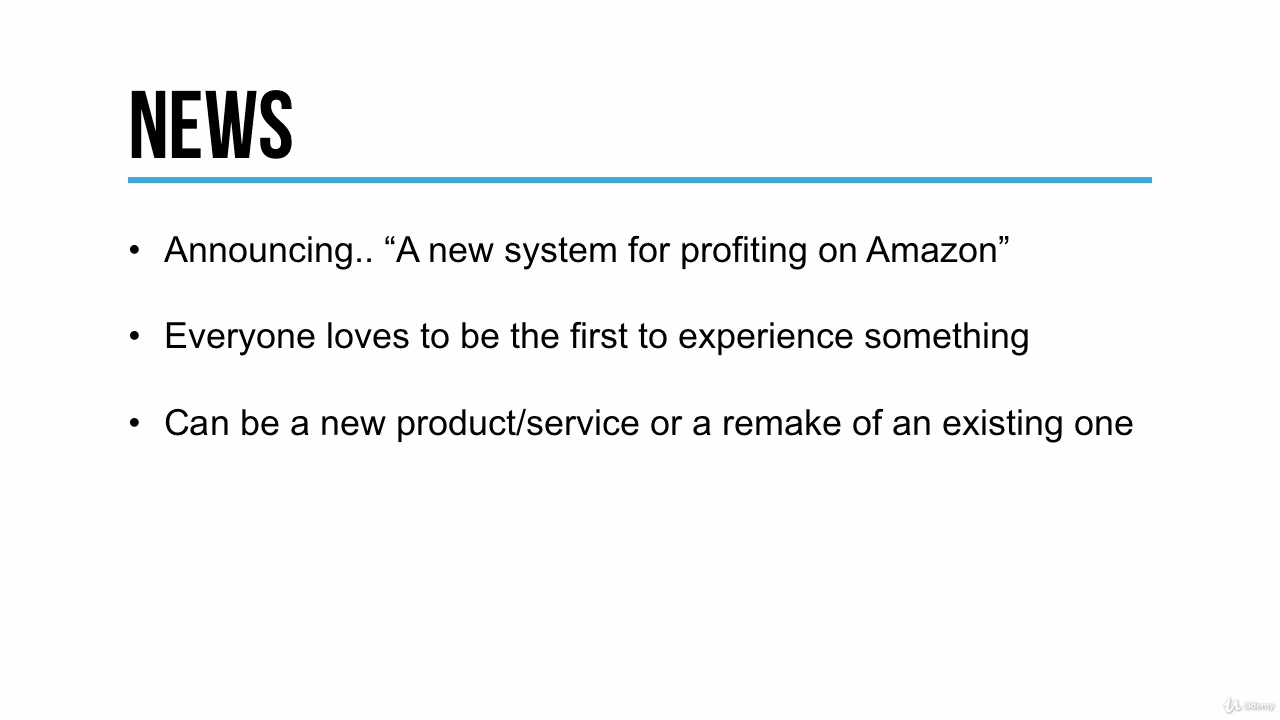 NEWS
• Announcing.. “A new system for profiting on Amazon”
• Everyone loves to be the first to experience something
• Can be a new product/service or a remake of an existing one
Udemy